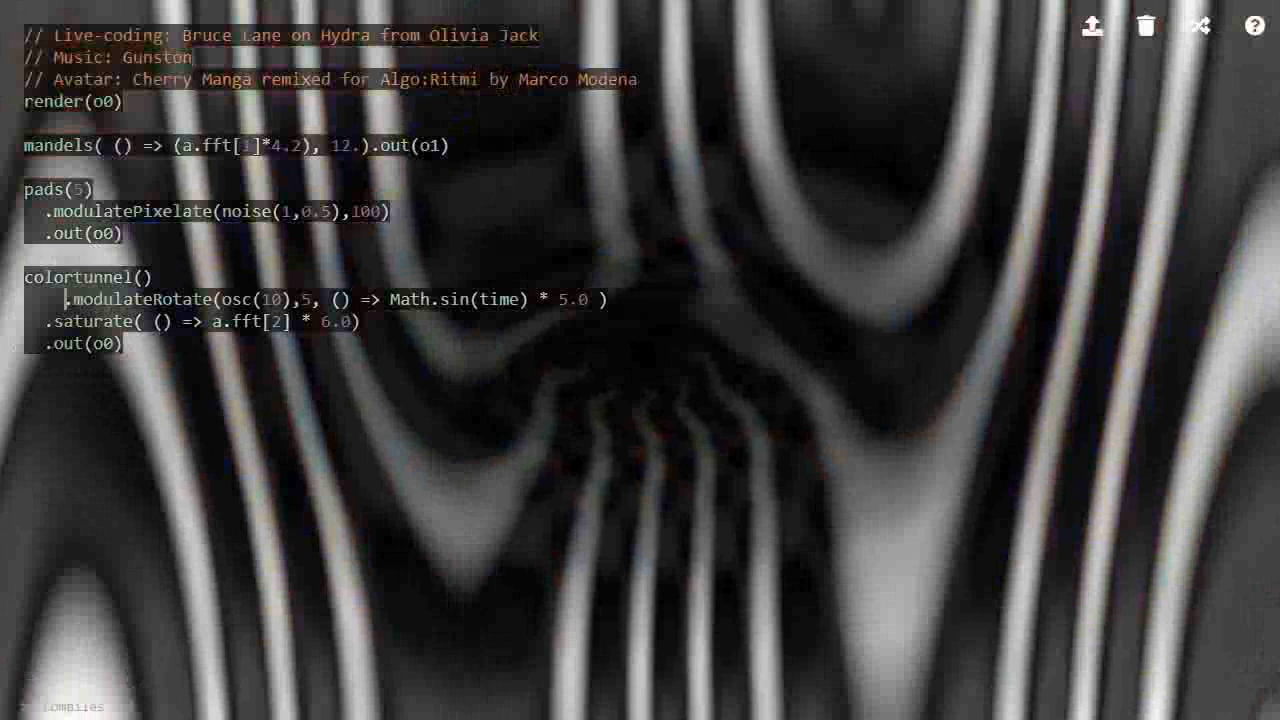 // Live-coding: Bruce Lane on Hydra from Olivia Jack
// Music: Gunston
// Avatar: Cherry Manga remixed for Algo:Ritmi by Marco Modena
render(o0)
mandels( () => (a.fft[1]*4.2), 12.).out(o1)
pads(5)
.modulatePixelate(noise(1,0.5),100)
.out(o0)
colortunnel()
.modulateRotate(osc(10),5, () => Math.sin(time) * 5.0 )
.saturate( () => a.fft[2] * 6.0)
.out(o0)